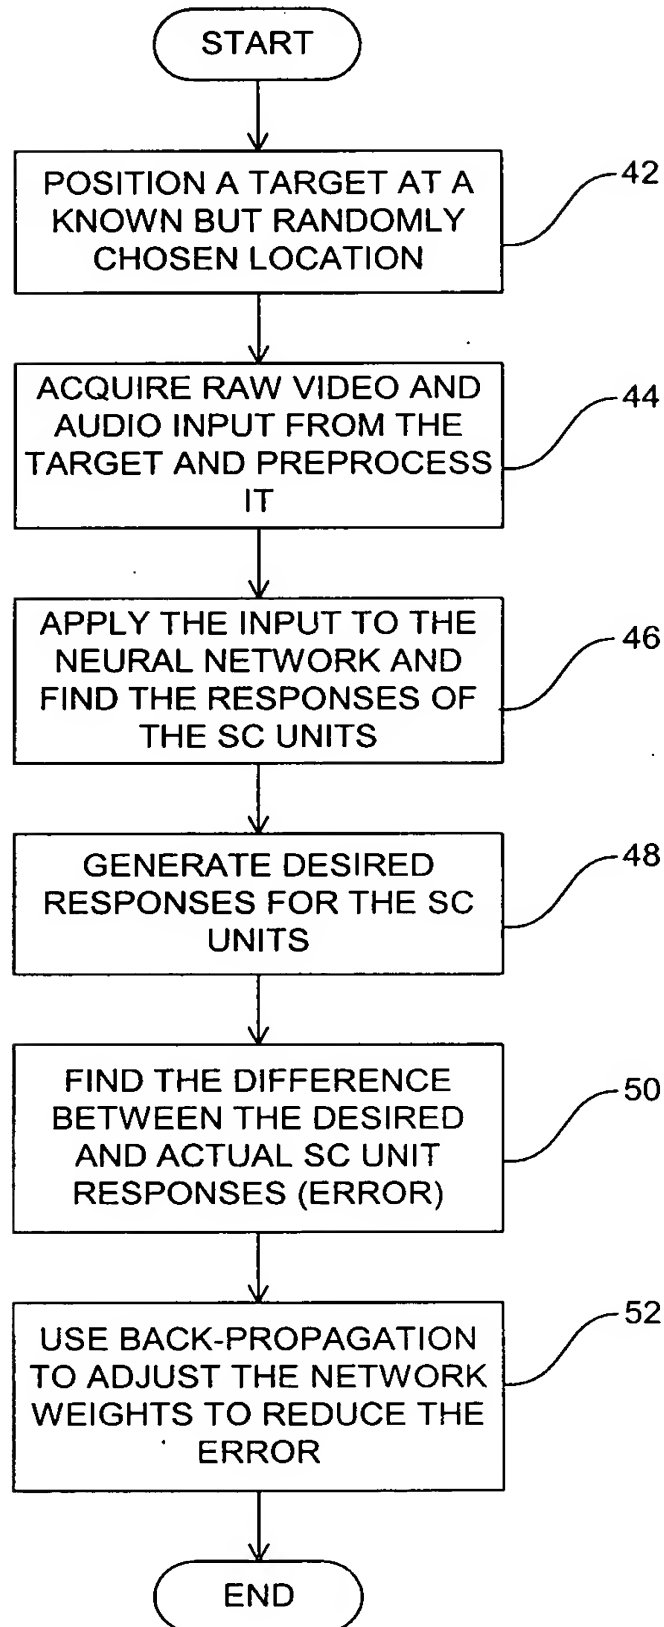 START
POSITION A TARGET AT A
KNOWN BUT RANDOMLY
CHOSEN LOCATION
42
ACQUIRE RAW VIDEO AND
AUDIO INPUT FROM THE
TARGET AND PREPROCESS
IT
44
APPLY THE INPUT TO THE
NEURAL NETWORK AND
FIND THE RESPONSES OF
THE SC UNITS
46
GENERATE DESIRED
RESPONSES FOR THE SC
UNITS
48
FIND THE DIFFERENCE
BETWEEN THE DESIRED
AND ACTUAL SC UNIT
RESPONSES (ERROR)
50
USE BACK-PROPAGATION
TO ADJUST THE NETWORK
WEIGHTS TO REDUCE THE
ERROR
52
END